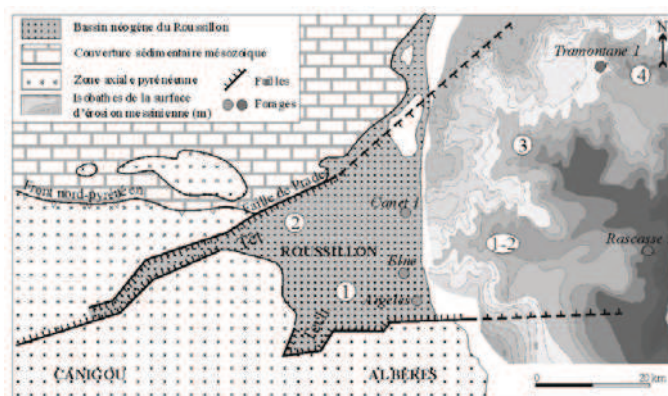 Bassin néogène du Roussillon
Couverture sédimentaire mésozoïque
Zone axiale pyrénéenne
Isobathes de la surface
d'érosion messinienne (m)
Failles
Forages
N
Tramontane 1
4
3
Front nord-pyrénéen
Faille de Prades
Canet 1
2
Têt
ROUSSILLON
1-2
Rascasse
Elne
1
Argelès
Tech
CANIGOU
ALBÈRES
0
20 km